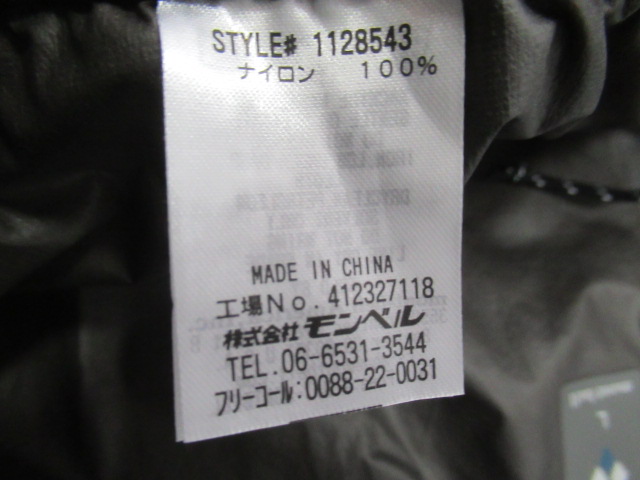 STYLE# 1128543
ナイロン 100%
MADE IN CHINA
工場No. 412327118
株式会社 モンベル
TEL. 06-6531-3544
フリーコール:0088-22-0031
L